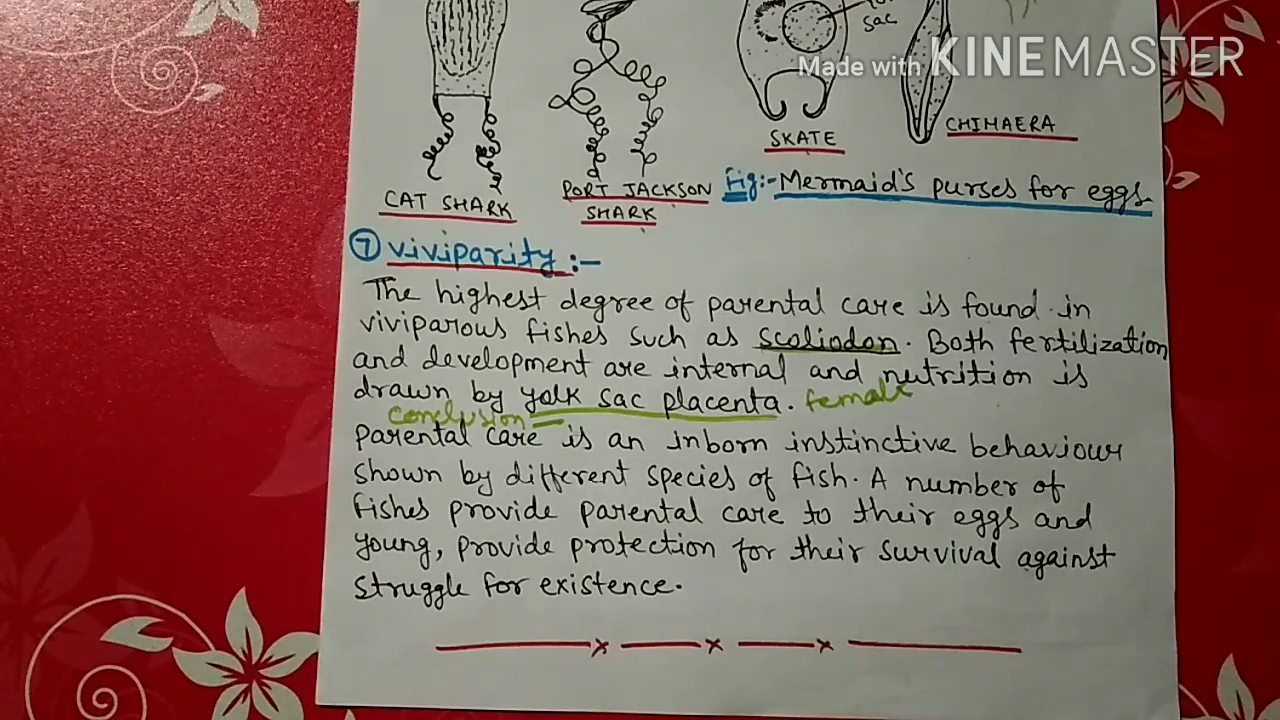 sac
Made with KINEMASTER
CHIMAERA
SKATE
CAT SHARK
PORT JACKSON
SHARK
Fig:- Mermaid's purses for eggs.
⑦ viviparity :-
The highest degree of parental care is found in
viviparous fishes such as scoliodon. Both fertilization
and development are internal and nutrition is
drawn by yolk sac placenta. female
conclusion
parental care is an inborn instinctive behaviour
shown by different species of fish. A number of
fishes provide parental care to their eggs and
young, provide protection for their survival against
struggle for existence.